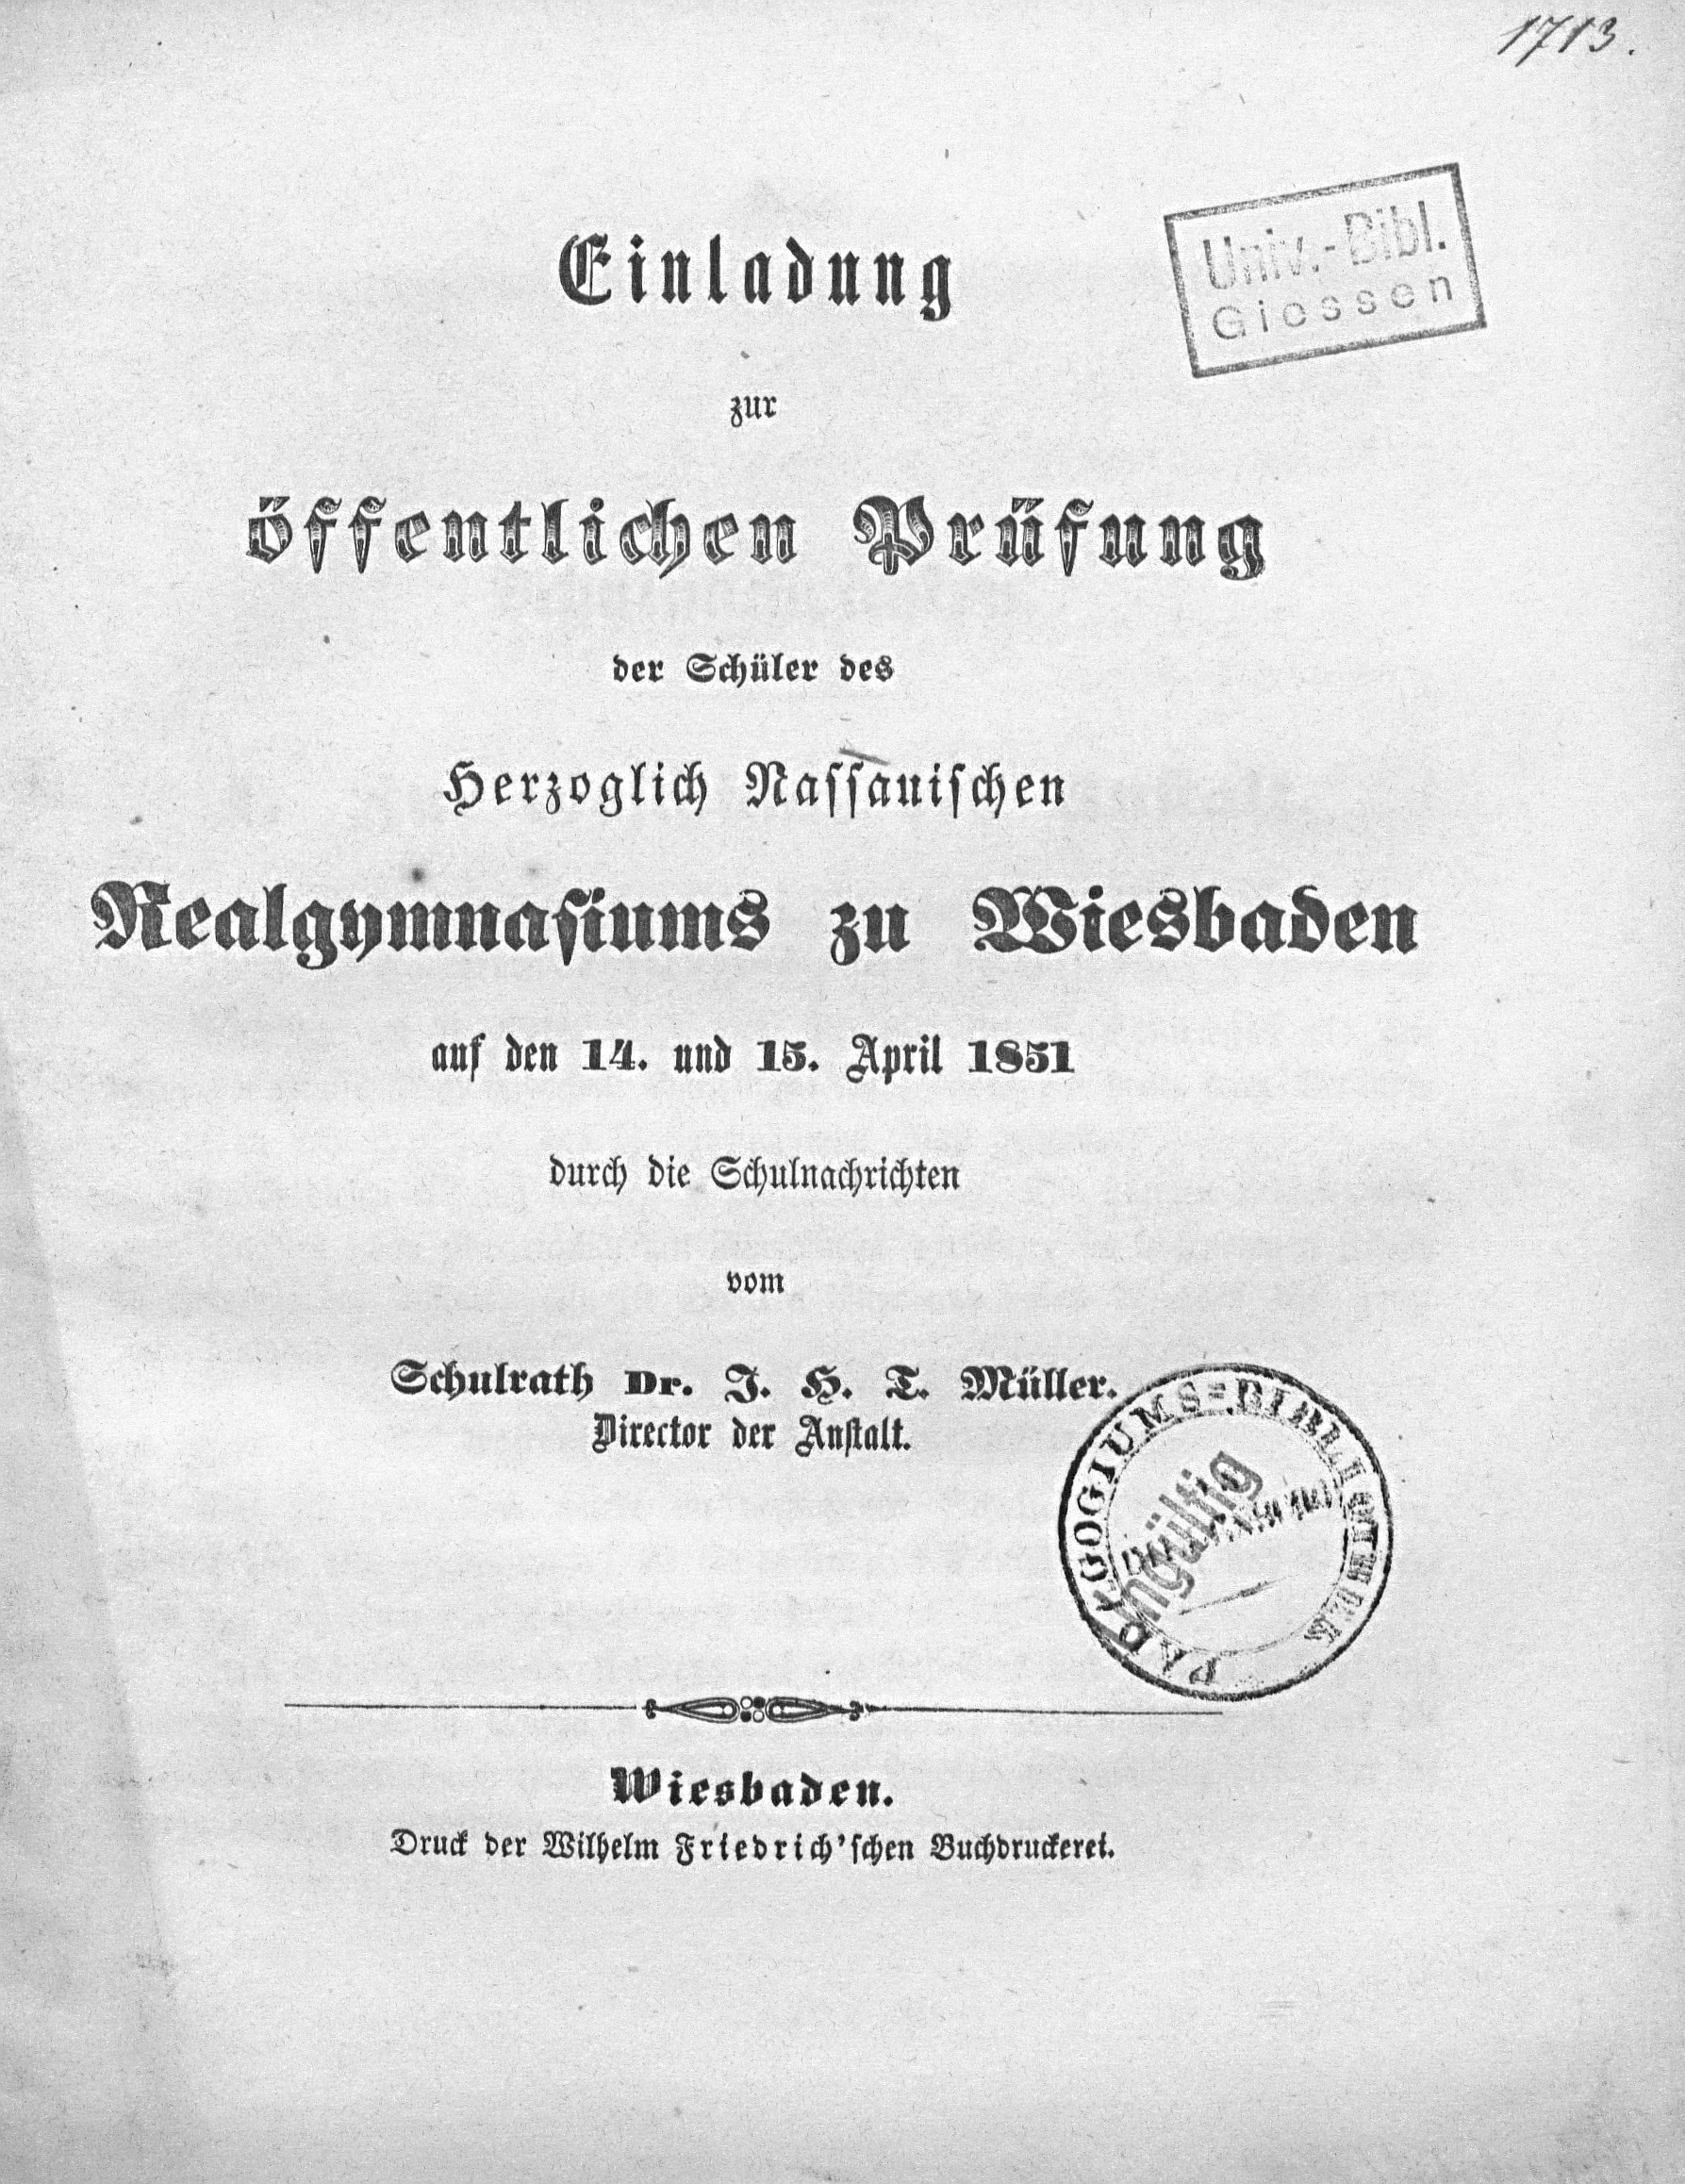 1713.
Univ.-Bibl.
Giessen
Einladung
zur
öffentlichen Prüfung
der Schüler des
Herzoglich Nassauischen
Realgymnasiums zu Wiesbaden
auf den 14. und 15. April 1851
durch die Schulnachrichten
vom
Schulrath Dr. J. H. T. Müller.
Director der Anstalt.
Ungültig
Wiesbaden.
Druck der Wilhelm Friedrich'schen Buchdruckerei.